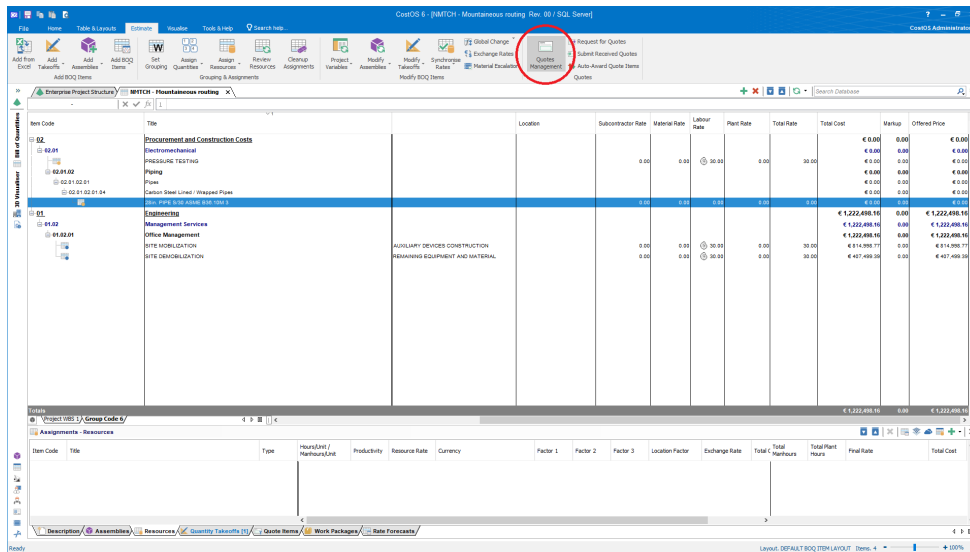 CostOS 6 - [NMTCH - Mountaineous routing Rev. 00 / SQL Server]
File Home Table & Layouts Estimate Visualise Tools & Help Search help... CostOS Administrator
Add from Excel Add Takeoffs Add Assemblies Add BOQ Items Set Grouping Assign Quantities Assign Resources Review Resources Cleanup Assignments Project Variables Modify Assemblies Modify Takeoffs Synchronise Rates Global Change Exchange Rates Material Escalation Quotes Management Request for Quotes Submit Received Quotes Auto-Award Quote Items
Add BOQ Items Grouping & Assignments Modify BOQ Items Quotes
Enterprise Project Structure NMTCH - Mountaineous routing X Search Database
Bill of Quantities
3D Visualiser
Item Code Title Location Subcontractor Rate Material Rate Labour Rate Plant Rate Total Rate Total Cost Markup Offered Price
02 Procurement and Construction Costs € 0.00 0.00 € 0.00
02.01 Electromechanical € 0.00 0.00 € 0.00
PRESSURE TESTING 0.00 0.00 30.00 0.00 30.00 € 0.00 0.00 € 0.00
02.01.02 Piping € 0.00 0.00 € 0.00
02.01.02.01 Pipes € 0.00 0.00 € 0.00
02.01.02.01.04 Carbon Steel Lined / Wrapped Pipes € 0.00 0.00 € 0.00
0.00 0.00 0.00 0.00 0.00 € 0.00 0.00 € 0.00
01 Engineering € 1,222,498.16 0.00 € 1,222,498.16
01.02 Management Services € 1,222,498.16 0.00 € 1,222,498.16
01.02.01 Office Management € 1,222,498.16 0.00 € 1,222,498.16
SITE MOBILIZATION AUXILIARY DEVICES CONSTRUCTION 0.00 0.00 30.00 0.00 30.00 € 814,998.77 0.00 € 814,998.77
SITE DEMOBILIZATION REMAINING EQUIPMENT AND MATERIAL 0.00 0.00 30.00 0.00 30.00 € 407,499.39 0.00 € 407,499.39
Totals € 1,222,498.16 0.00 € 1,222,498.16
Project WBS 1 Group Code 6
Assignments - Resources
Item Code Title Type Hours/Unit / Manhours/Unit Productivity Resource Rate Currency Factor 1 Factor 2 Factor 3 Location Factor Exchange Rate Total Manhours Total Plant Hours Final Rate Total Cost
Description Assemblies Resources Quantity Takeoffs [1] Quote Items Work Packages Rate Forecasts
Ready Layout. DEFAULT BOQ ITEM LAYOUT Items. 4 100%